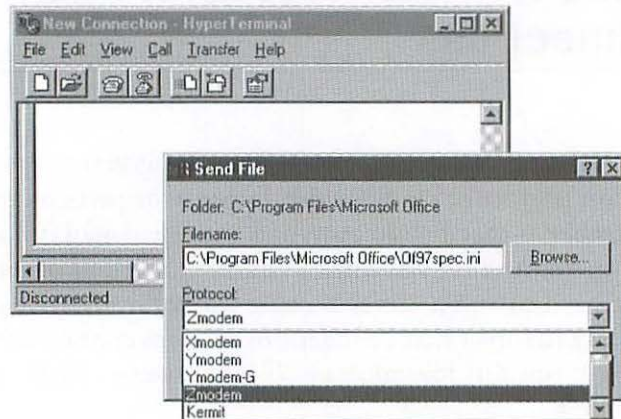 New Connection - HyperTerminal
File Edit View Call Transfer Help
Send File
Folder: C:\Program Files\Microsoft Office
Filename:
C:\Program Files\Microsoft Office\Of97spec.ini
Browse...
Disconnected
Protocol:
Zmodem
Xmodem
Ymodem
Ymodem-G
Zmodem
Kermit